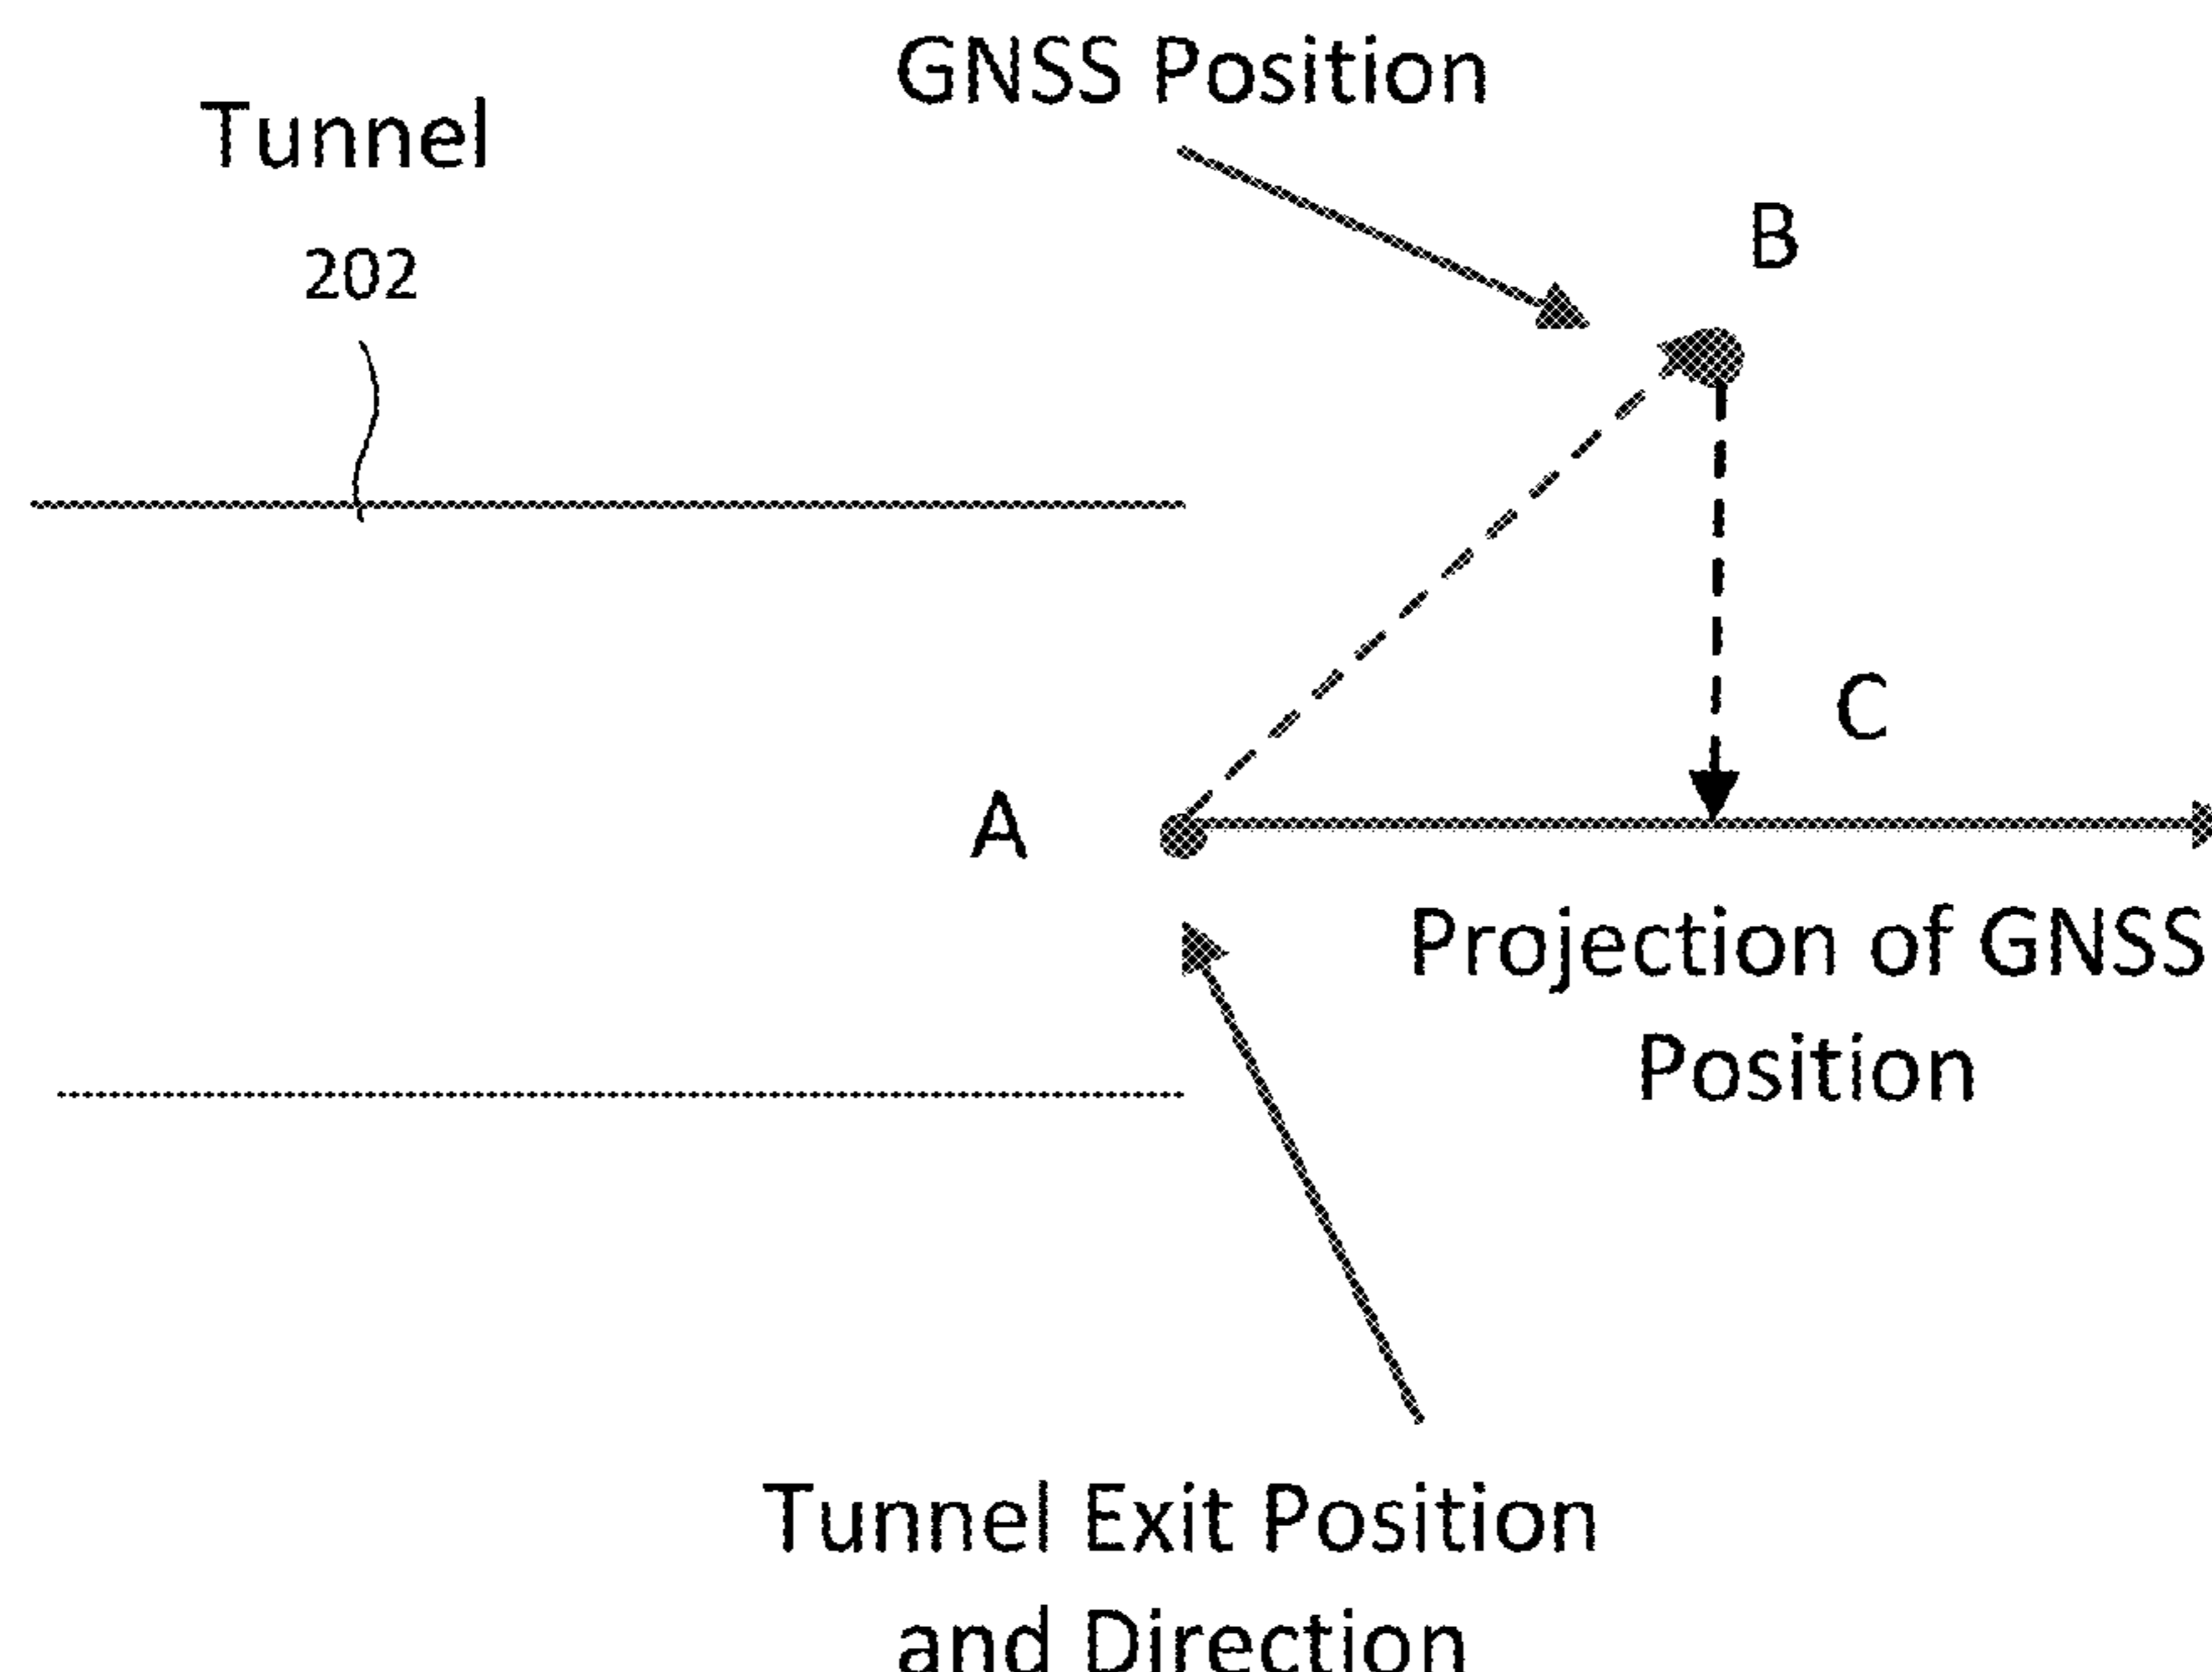 GNSS Position
Tunnel
202
B
C
A
Projection of GNSS
Position
Tunnel Exit Position
and Direction